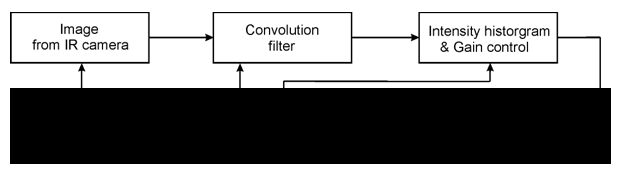 Image
from IR camera
Convolution
filter
Intensity historgram
& Gain control